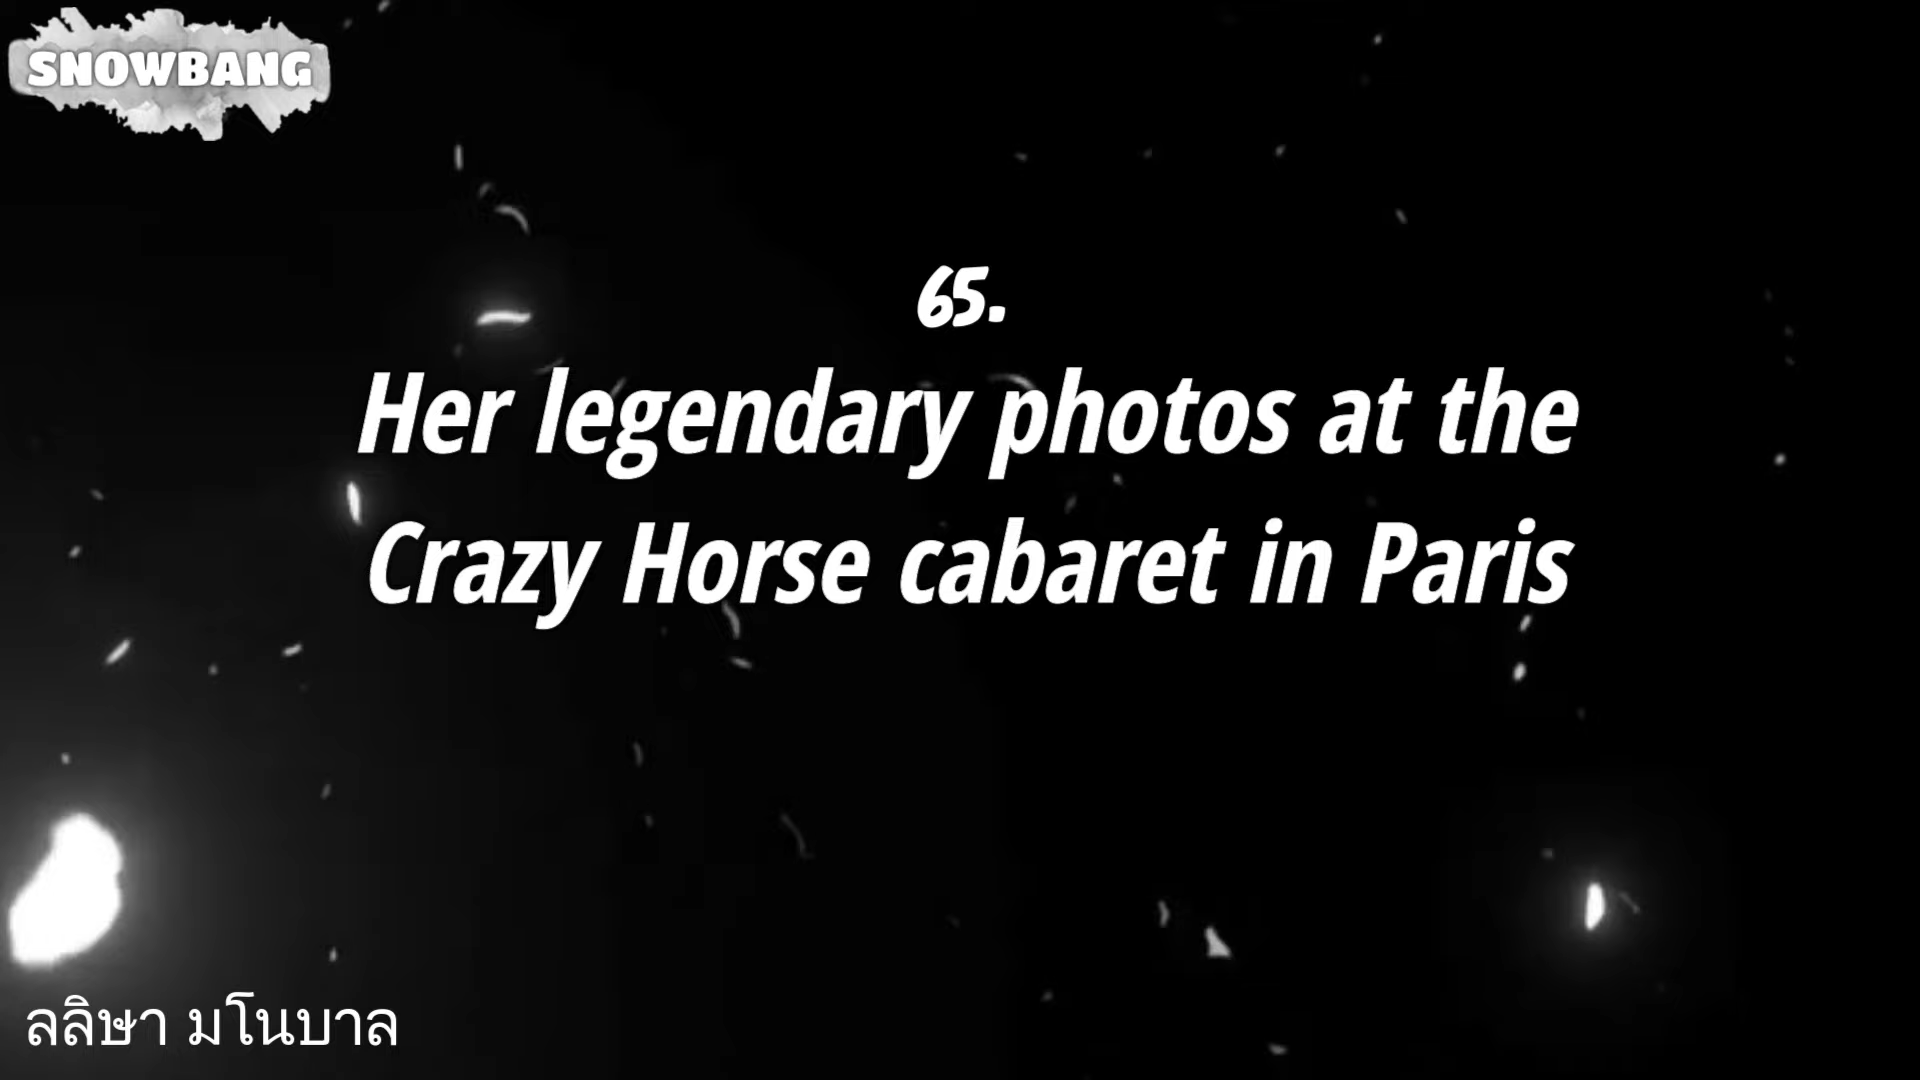 SNOWBANG
65.
Her legendary photos at the
Crazy Horse cabaret in Paris
ลลิษา มโนบาล